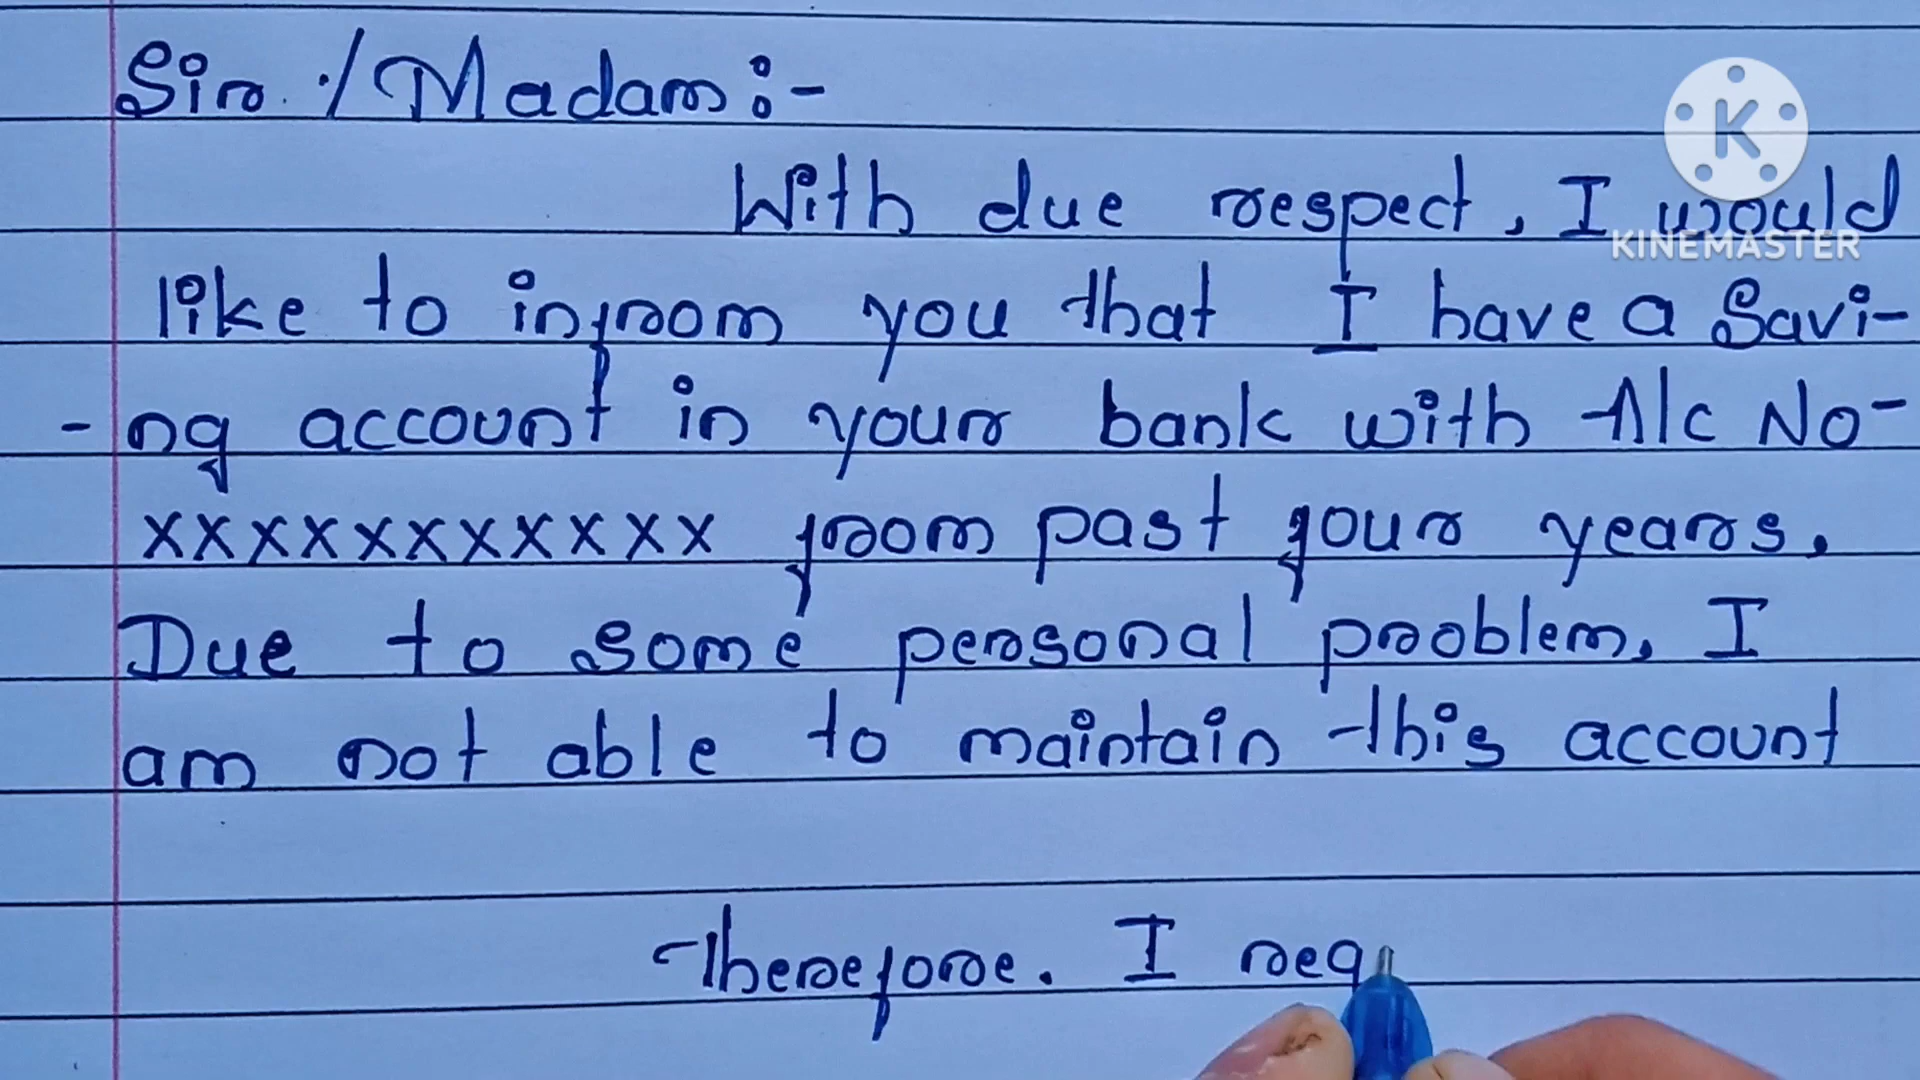 Sir./Madam:-
With due respect, I would
like to infrom you that I have a Savi-
-ng account in your bank with A/c No-
xxxxxxxxxxx from past four years.
Due to some personal problem, I
am not able to maintain this account
Therefore. I req
K
KINEMASTER